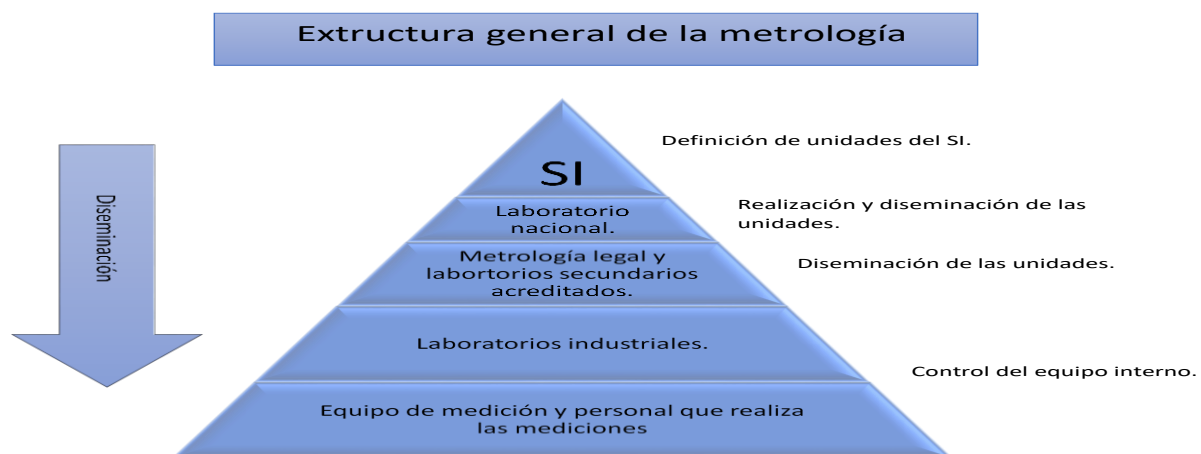 Extructura general de la metrología
Diseminación
SI
Definición de unidades del SI.
Laboratorio
nacional.
Realización y diseminación de las
unidades.
Metrología legal y
labortorios secundarios
acreditados.
Diseminación de las unidades.
Laboratorios industriales.
Control del equipo interno.
Equipo de medición y personal que realiza
las mediciones